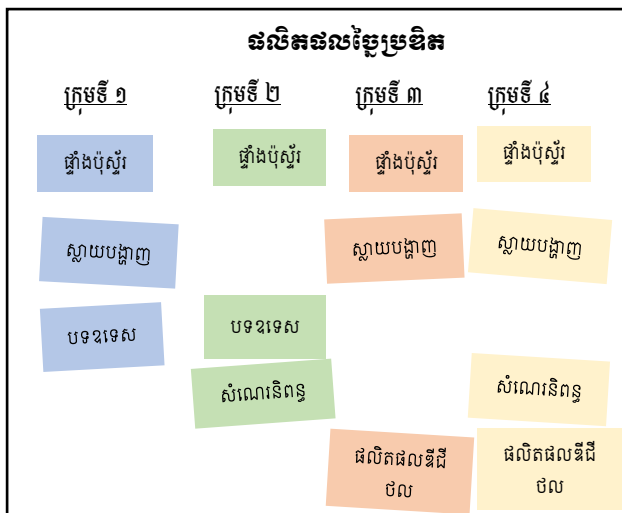 ផលិតផលច្នៃប្រឌិត
ក្រុមទី ១ ក្រុមទី ២ ក្រុមទី ៣ ក្រុមទី ៤
ផ្ទាំងប៉ុស្ទ័រ ផ្ទាំងប៉ុស្ទ័រ ផ្ទាំងប៉ុស្ទ័រ ផ្ទាំងប៉ុស្ទ័រ
ស្លាយបង្ហាញ ស្លាយបង្ហាញ ស្លាយបង្ហាញ
បទឧទេស បទឧទេស
សំណេរនិពន្ធ សំណេរនិពន្ធ
ផលិតផលឌីជី
ថល
ផលិតផលឌីជី
ថល